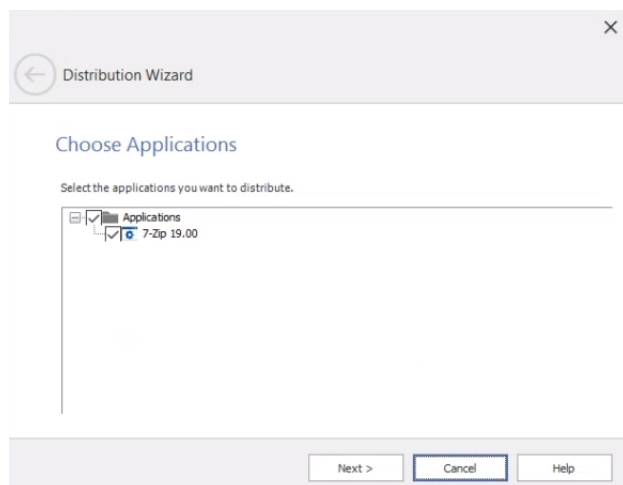 Distribution Wizard
Choose Applications
Select the applications you want to distribute.
Applications
7-Zip 19.00
Next >
Cancel
Help